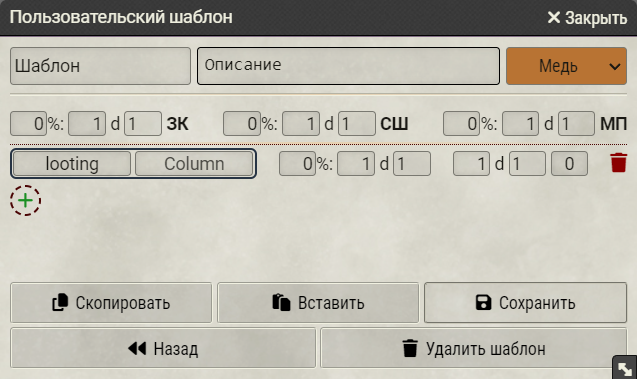 Пользовательский шаблон ✕ Закрыть
Шаблон Описание Медь
0 %: 1 d 1 ЗК 0 %: 1 d 1 СШ 0 %: 1 d 1 МП
looting Column 0 %: 1 d 1 1 d 1 0
+
Скопировать Вставить Сохранить
Назад Удалить шаблон